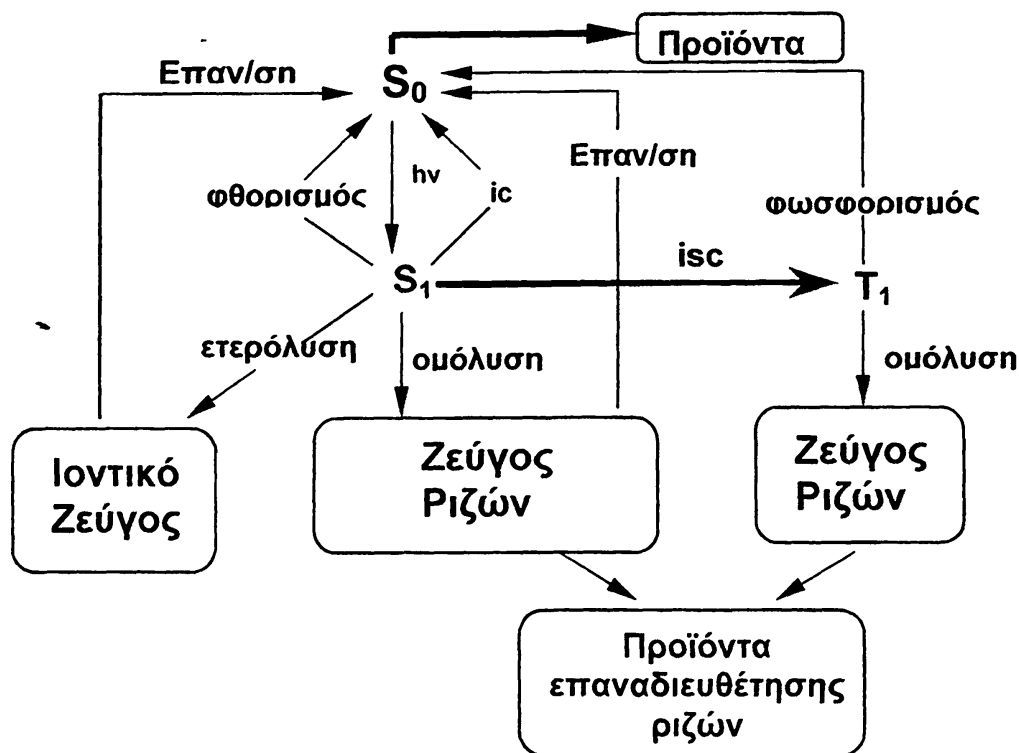 Προϊόντα
Επαν/ση
S₀
Επαν/ση
hν
φθορισμός
ic
φωσφορισμός
S₁
isc
T₁
ετερόλυση
ομόλυση
ομόλυση
Ιοντικό
Ζεύγος
Ζεύγος
Ριζών
Ζεύγος
Ριζών
Προϊόντα
επαναδιευθέτησης
ριζών